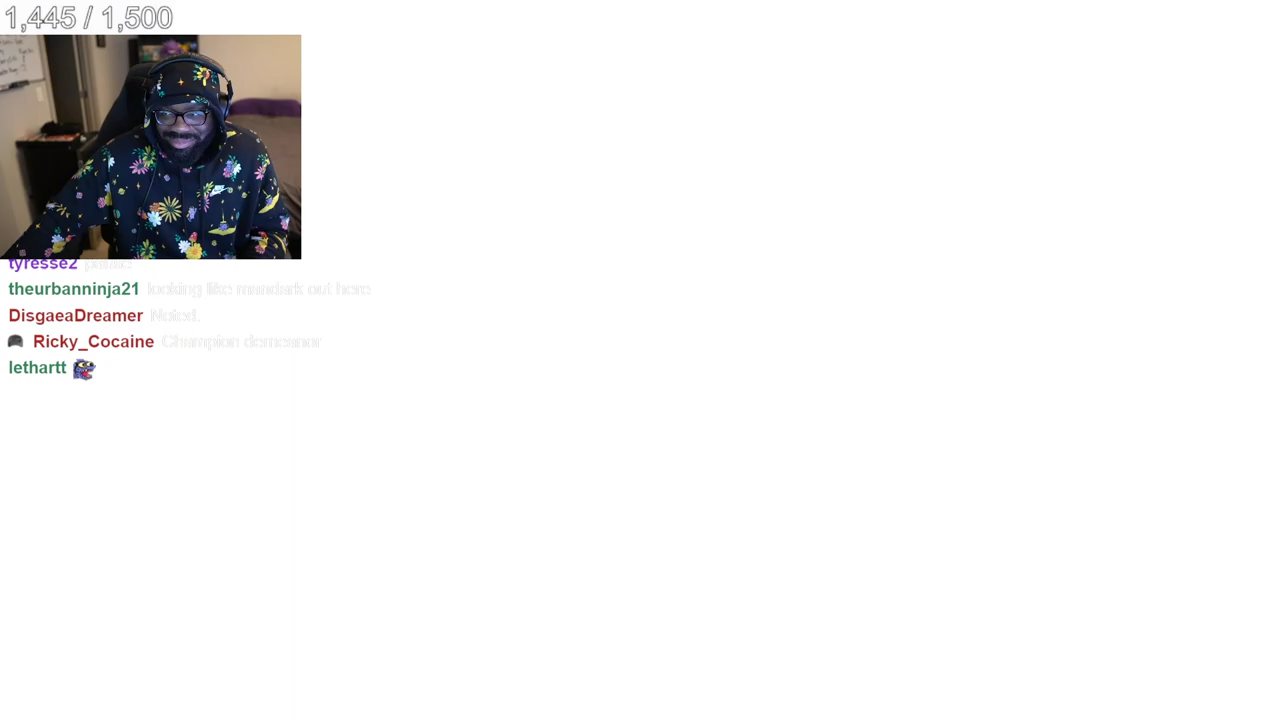 1,445 / 1,500
tyresse2
theurbanninja21 looking like mandark out here
DisgaeaDreamer Noted.
Ricky_Cocaine Champion demeanor
lethartt